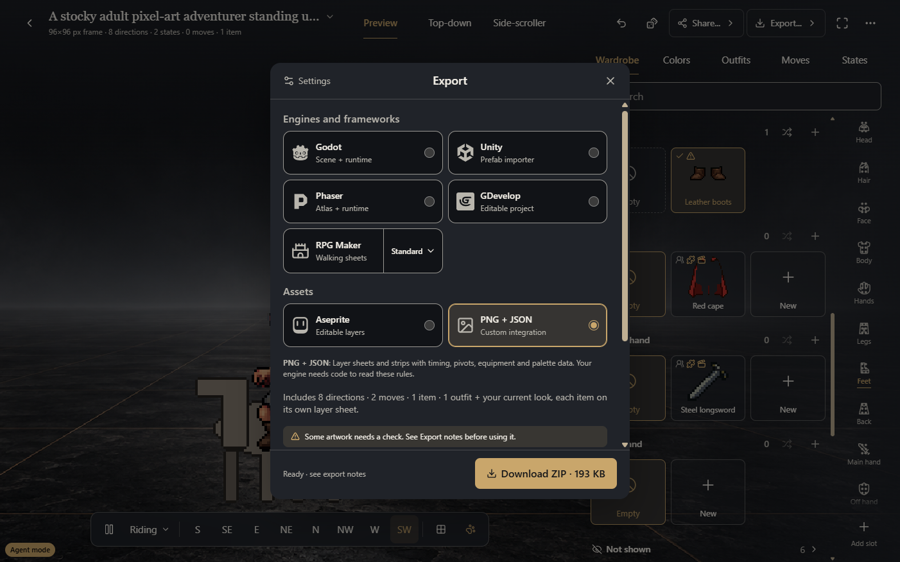 A stocky adult pixel-art adventurer standing u...
96×96 px frame · 8 directions · 2 states · 0 moves · 1 item
Preview
Top-down
Side-scroller
Share...
Export...
Wardrobe
Colors
Outfits
Moves
States
Settings
Export
Engines and frameworks
Godot
Scene + runtime
Unity
Prefab importer
Phaser
Atlas + runtime
GDevelop
Editable project
RPG Maker
Walking sheets
Standard
Assets
Aseprite
Editable layers
PNG + JSON
Custom integration
PNG + JSON: Layer sheets and strips with timing, pivots, equipment and palette data. Your
engine needs code to read these rules.
Includes 8 directions · 2 moves · 1 item · 1 outfit + your current look, each item on
its own layer sheet.
Some artwork needs a check. See Export notes before using it.
Ready · see export notes
Download ZIP · 193 KB
1
Leather boots
0
Red cape
New
hand
0
Steel longsword
New
0
Empty
New
Not shown
6
Head
Hair
Face
Body
Hands
Legs
Feet
Back
Main hand
Off hand
Add slot
Riding
S
SE
E
NE
N
NW
W
SW
Agent mode